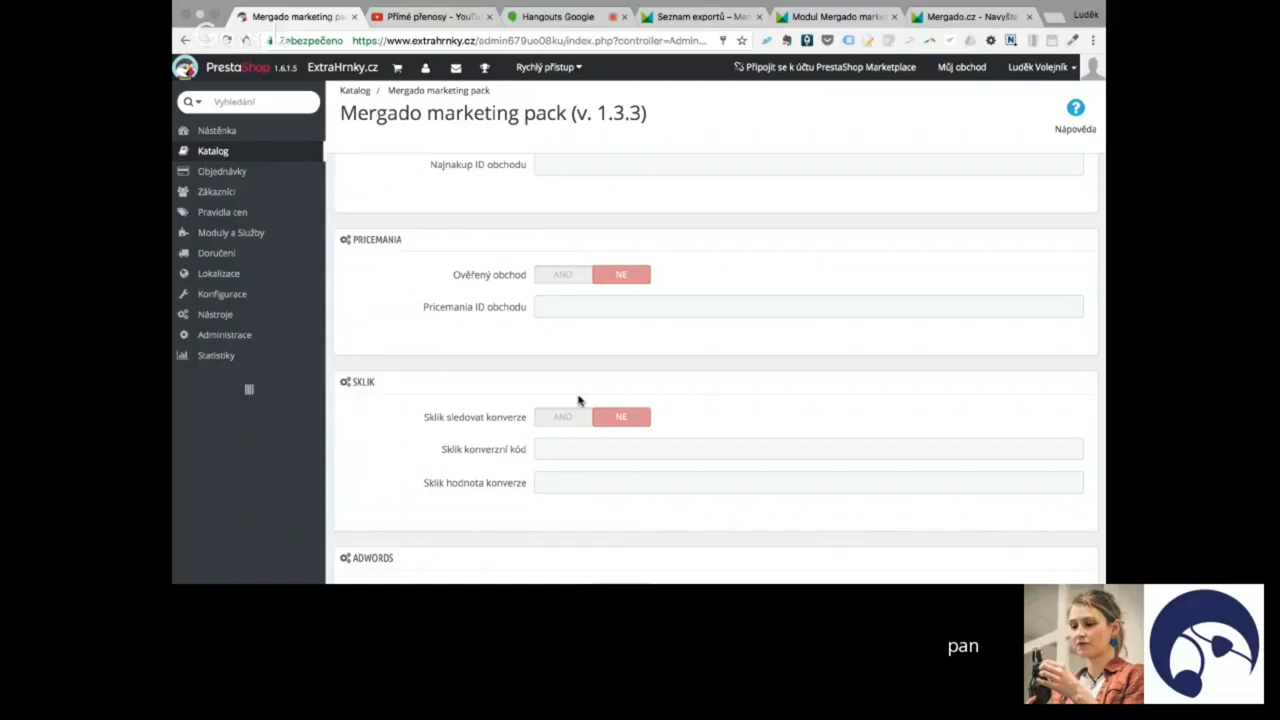 Mergado marketing pa
Přímé přenosy - YouTu
Hangouts Google
Seznam exportů – Mer
Modul Mergado market
Mergado.cz - Navyšte
Luděk
Zabezpečeno
https://www.extrahrnky.cz/admin679uo08ku/index.php?controller=Admin...
PrestaShop 1.6.1.5
ExtraHrnky.cz
Rychlý přístup
Připojit se k účtu PrestaShop Marketplace
Můj obchod
Luděk Volejník
Vyhledání
Nástěnka
Katalog
Objednávky
Zákazníci
Pravidla cen
Moduly a Služby
Doručení
Lokalizace
Konfigurace
Nástroje
Administrace
Statistiky
Katalog / Mergado marketing pack
Mergado marketing pack (v. 1.3.3)
Nápověda
Najnakup ID obchodu
PRICEMANIA
Ověřený obchod ANO NE
Pricemania ID obchodu
SKLIK
Sklik sledovat konverze ANO NE
Sklik konverzní kód
Sklik hodnota konverze
ADWORDS
pan